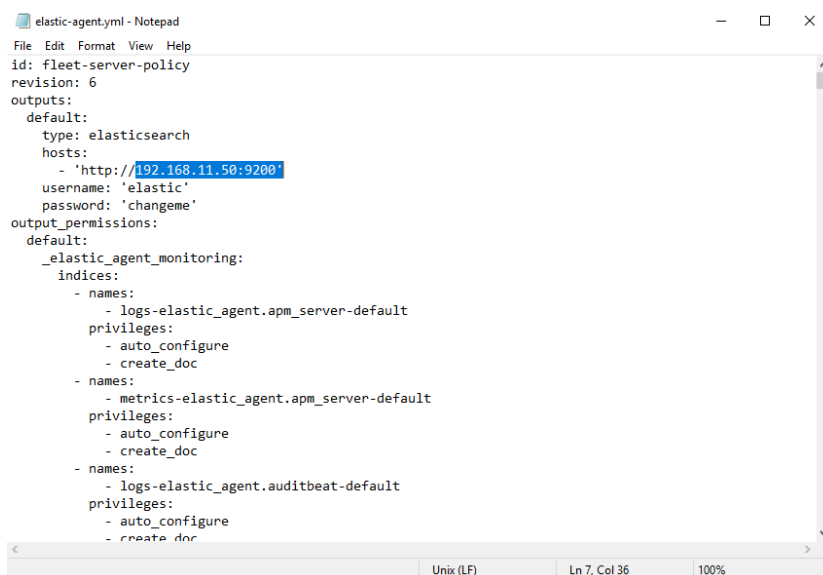 elastic-agent.yml - Notepad
File Edit Format View Help
id: fleet-server-policy
revision: 6
outputs:
  default:
    type: elasticsearch
    hosts:
      - 'http://192.168.11.50:9200'
    username: 'elastic'
    password: 'changeme'
output_permissions:
  default:
    _elastic_agent_monitoring:
      indices:
        - names:
            - logs-elastic_agent.apm_server-default
          privileges:
            - auto_configure
            - create_doc
        - names:
            - metrics-elastic_agent.apm_server-default
          privileges:
            - auto_configure
            - create_doc
        - names:
            - logs-elastic_agent.auditbeat-default
          privileges:
            - auto_configure
            - create_doc
Unix (LF) Ln 7, Col 36 100%